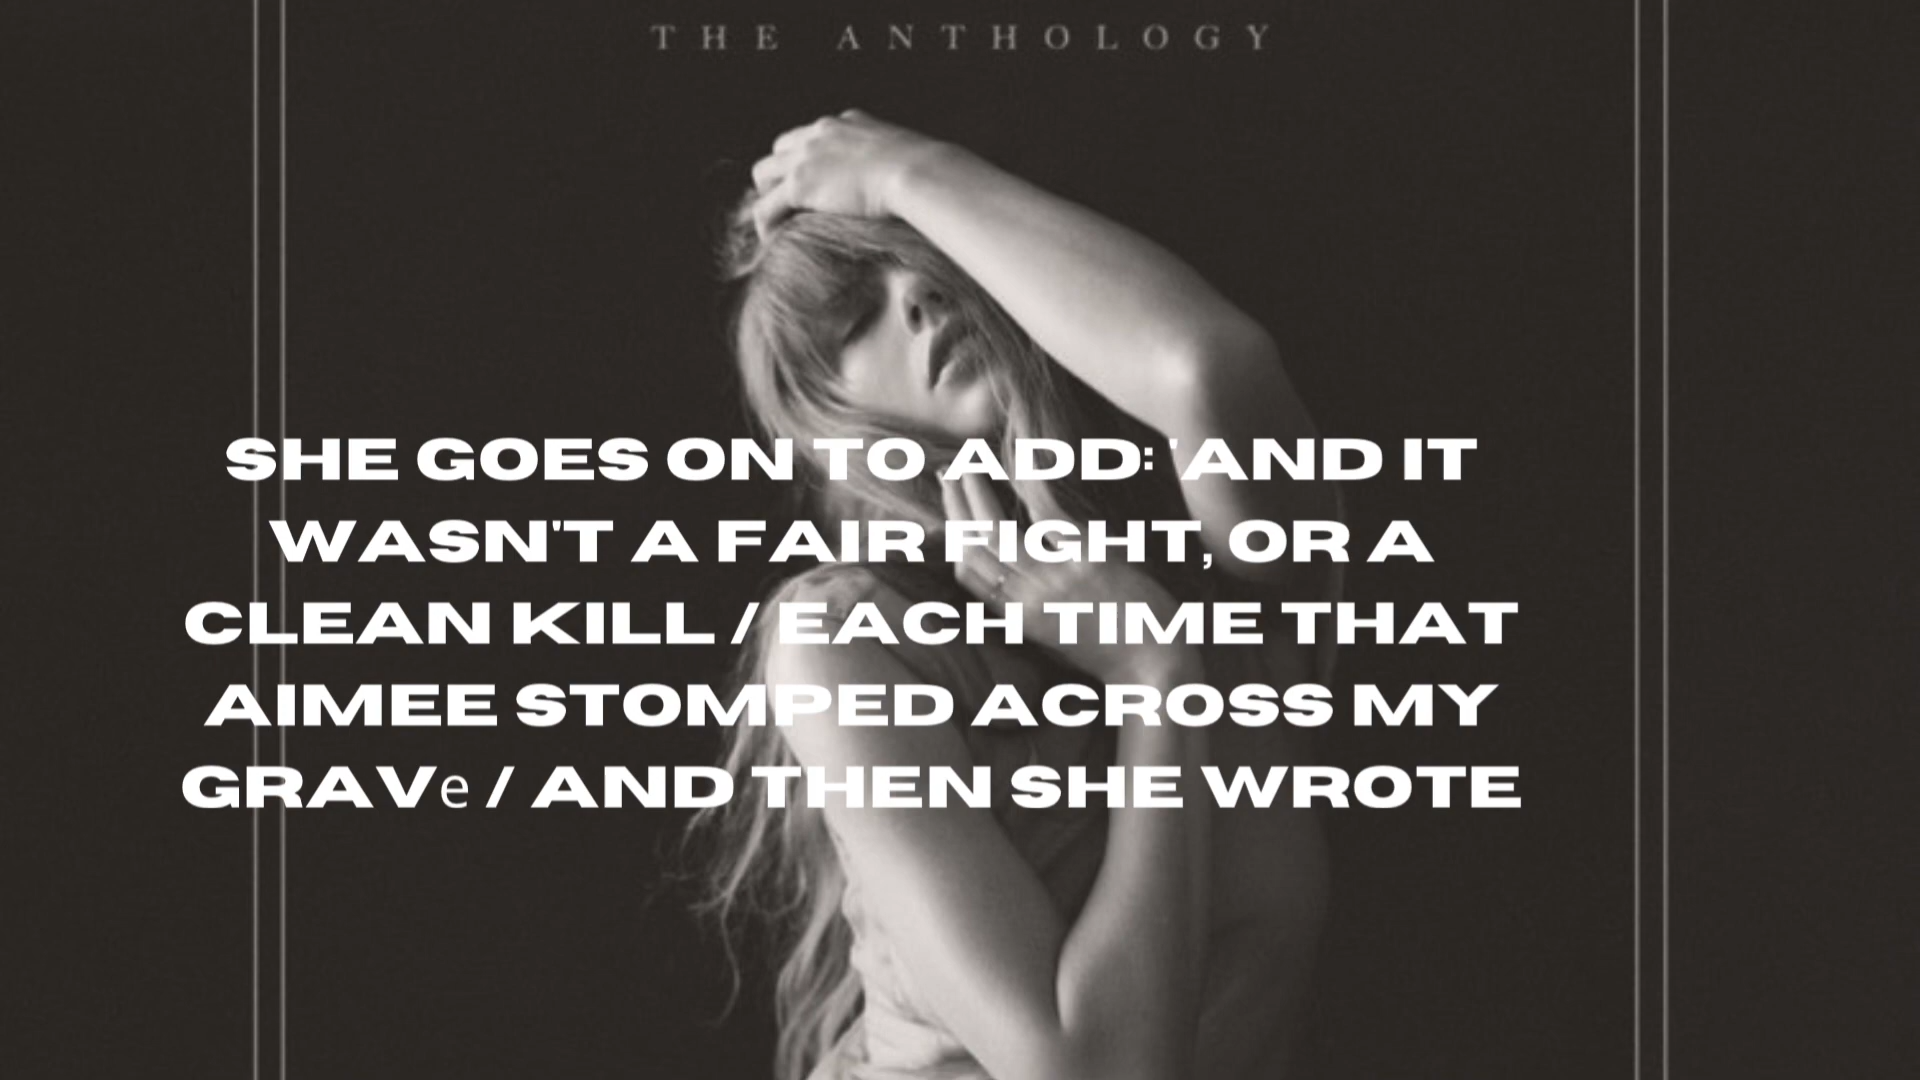 THE ANTHOLOGY
SHE GOES ON TO ADD: 'AND IT
WASN'T A FAIR FIGHT, OR A
CLEAN KILL / EACH TIME THAT
AIMEE STOMPED ACROSS MY
GRAVе / AND THEN SHE WROTE